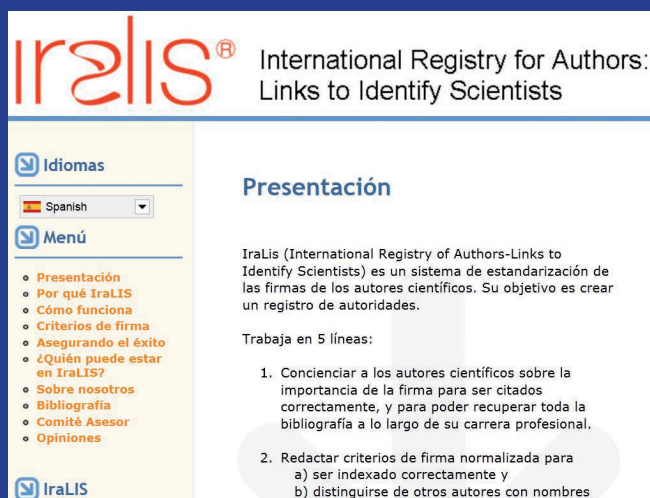 Iralis®
International Registry for Authors:
Links to Identify Scientists
Idiomas
Spanish
Menú
Presentación
Por qué IraLIS
Cómo funciona
Criterios de firma
Asegurando el éxito
¿Quién puede estar
en IraLIS?
Sobre nosotros
Bibliografía
Comité Asesor
Opiniones
IraLIS
Presentación
IraLis (International Registry of Authors-Links to
Identify Scientists) es un sistema de estandarización de
las firmas de los autores científicos. Su objetivo es crear
un registro de autoridades.
Trabaja en 5 líneas:
1. Concienciar a los autores científicos sobre la
importancia de la firma para ser citados
correctamente, y para poder recuperar toda la
bibliografía a lo largo de su carrera profesional.
2. Redactar criterios de firma normalizada para
a) ser indexado correctamente y
b) distinguirse de otros autores con nombres